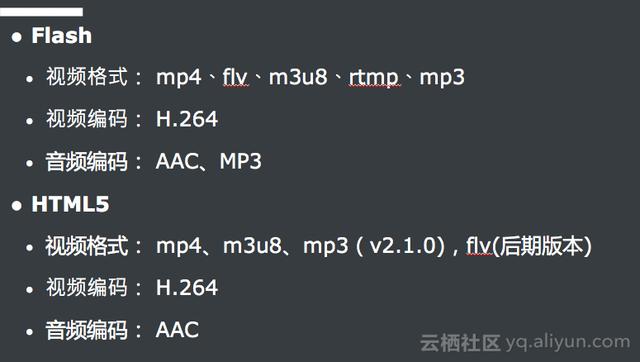 ● Flash
• 视频格式： mp4、flv、m3u8、rtmp、mp3
• 视频编码： H.264
• 音频编码： AAC、MP3
● HTML5
• 视频格式： mp4、m3u8、mp3（v2.1.0)，flv(后期版本)
• 视频编码： H.264
• 音频编码： AAC
云栖社区 yq.aliyun.com